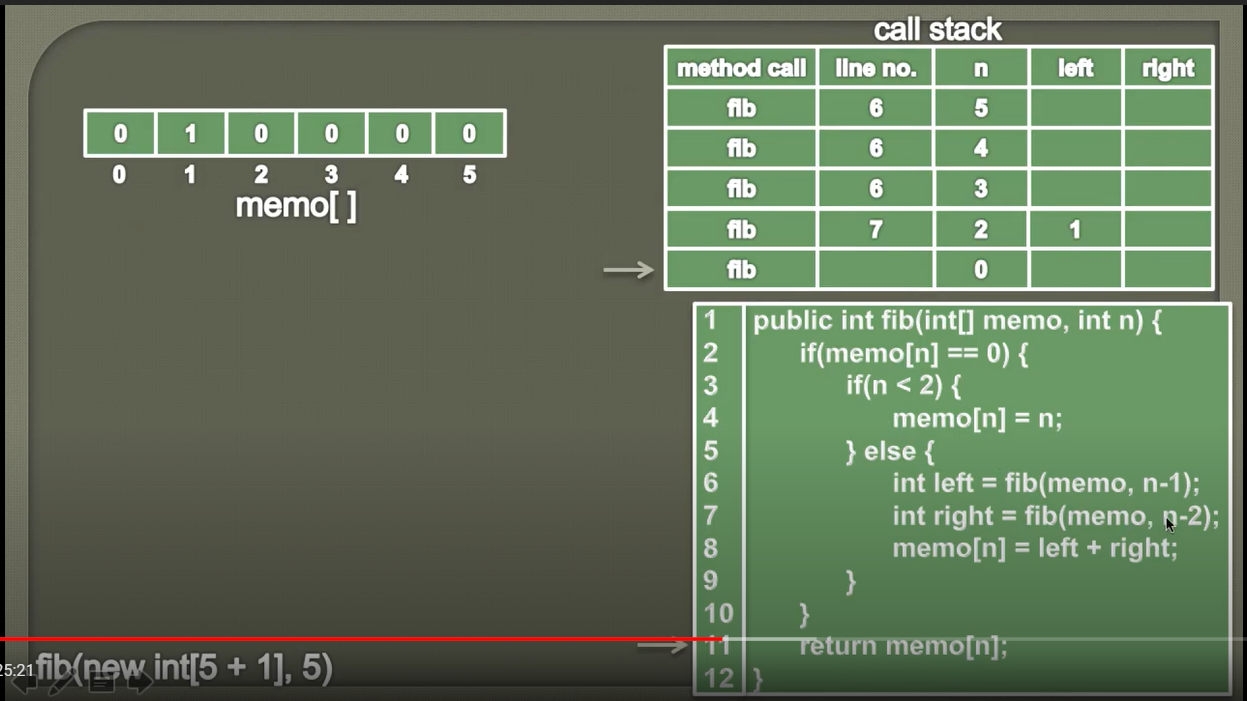 call stack
method call line no. n left right
fib 6 5
fib 6 4
fib 6 3
fib 7 2 1
fib 0
0 1 0 0 0 0
0 1 2 3 4 5
memo[ ]
1 public int fib(int[] memo, int n) {
2 if(memo[n] == 0) {
3 if(n < 2) {
4 memo[n] = n;
5 } else {
6 int left = fib(memo, n-1);
7 int right = fib(memo, n-2);
8 memo[n] = left + right;
9 }
10 }
11 return memo[n];
12 }
25:21
fib(new int[5 + 1], 5)